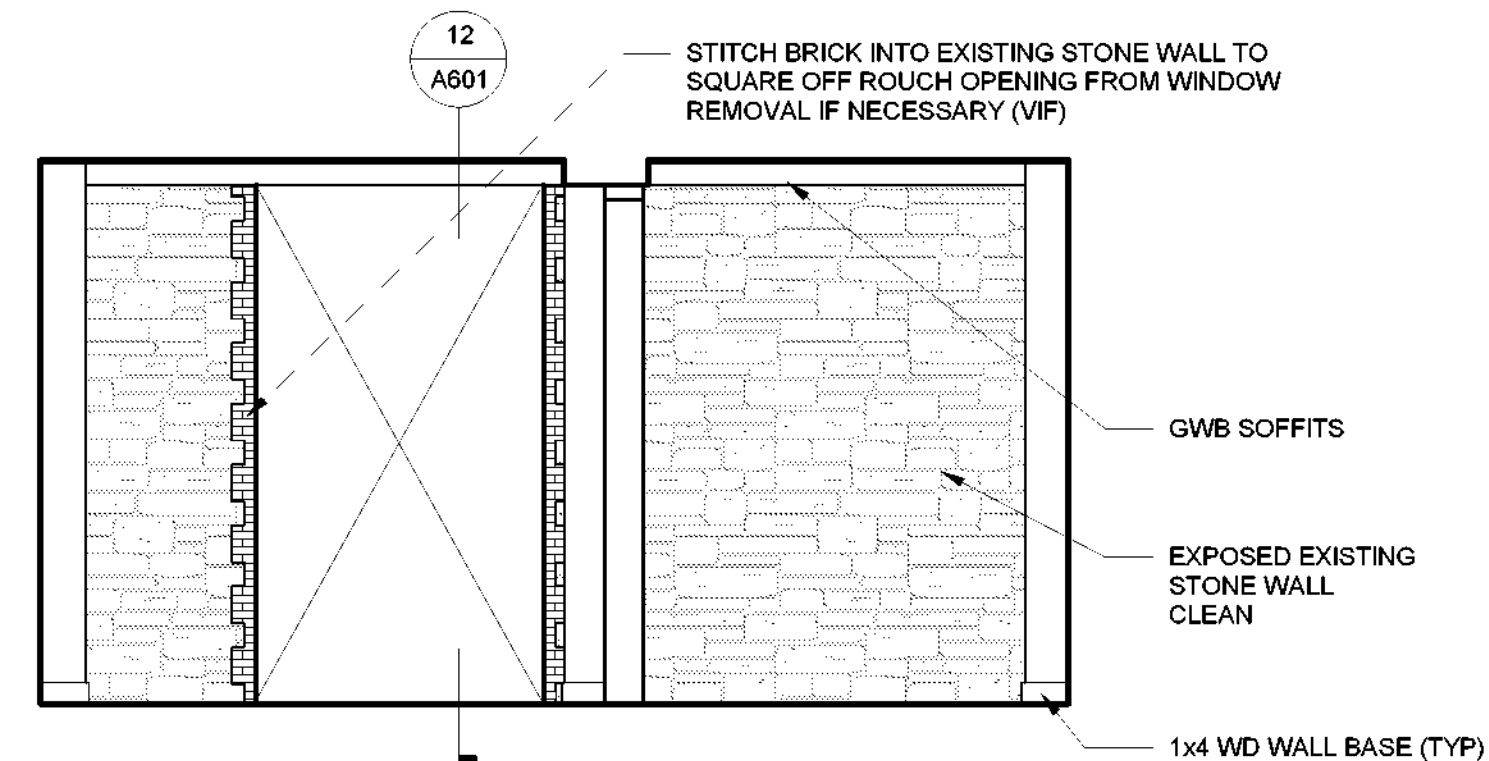 12
A601
STITCH BRICK INTO EXISTING STONE WALL TO
SQUARE OFF ROUCH OPENING FROM WINDOW
REMOVAL IF NECESSARY (VIF)
GWB SOFFITS
EXPOSED EXISTING
STONE WALL
CLEAN
1x4 WD WALL BASE (TYP)